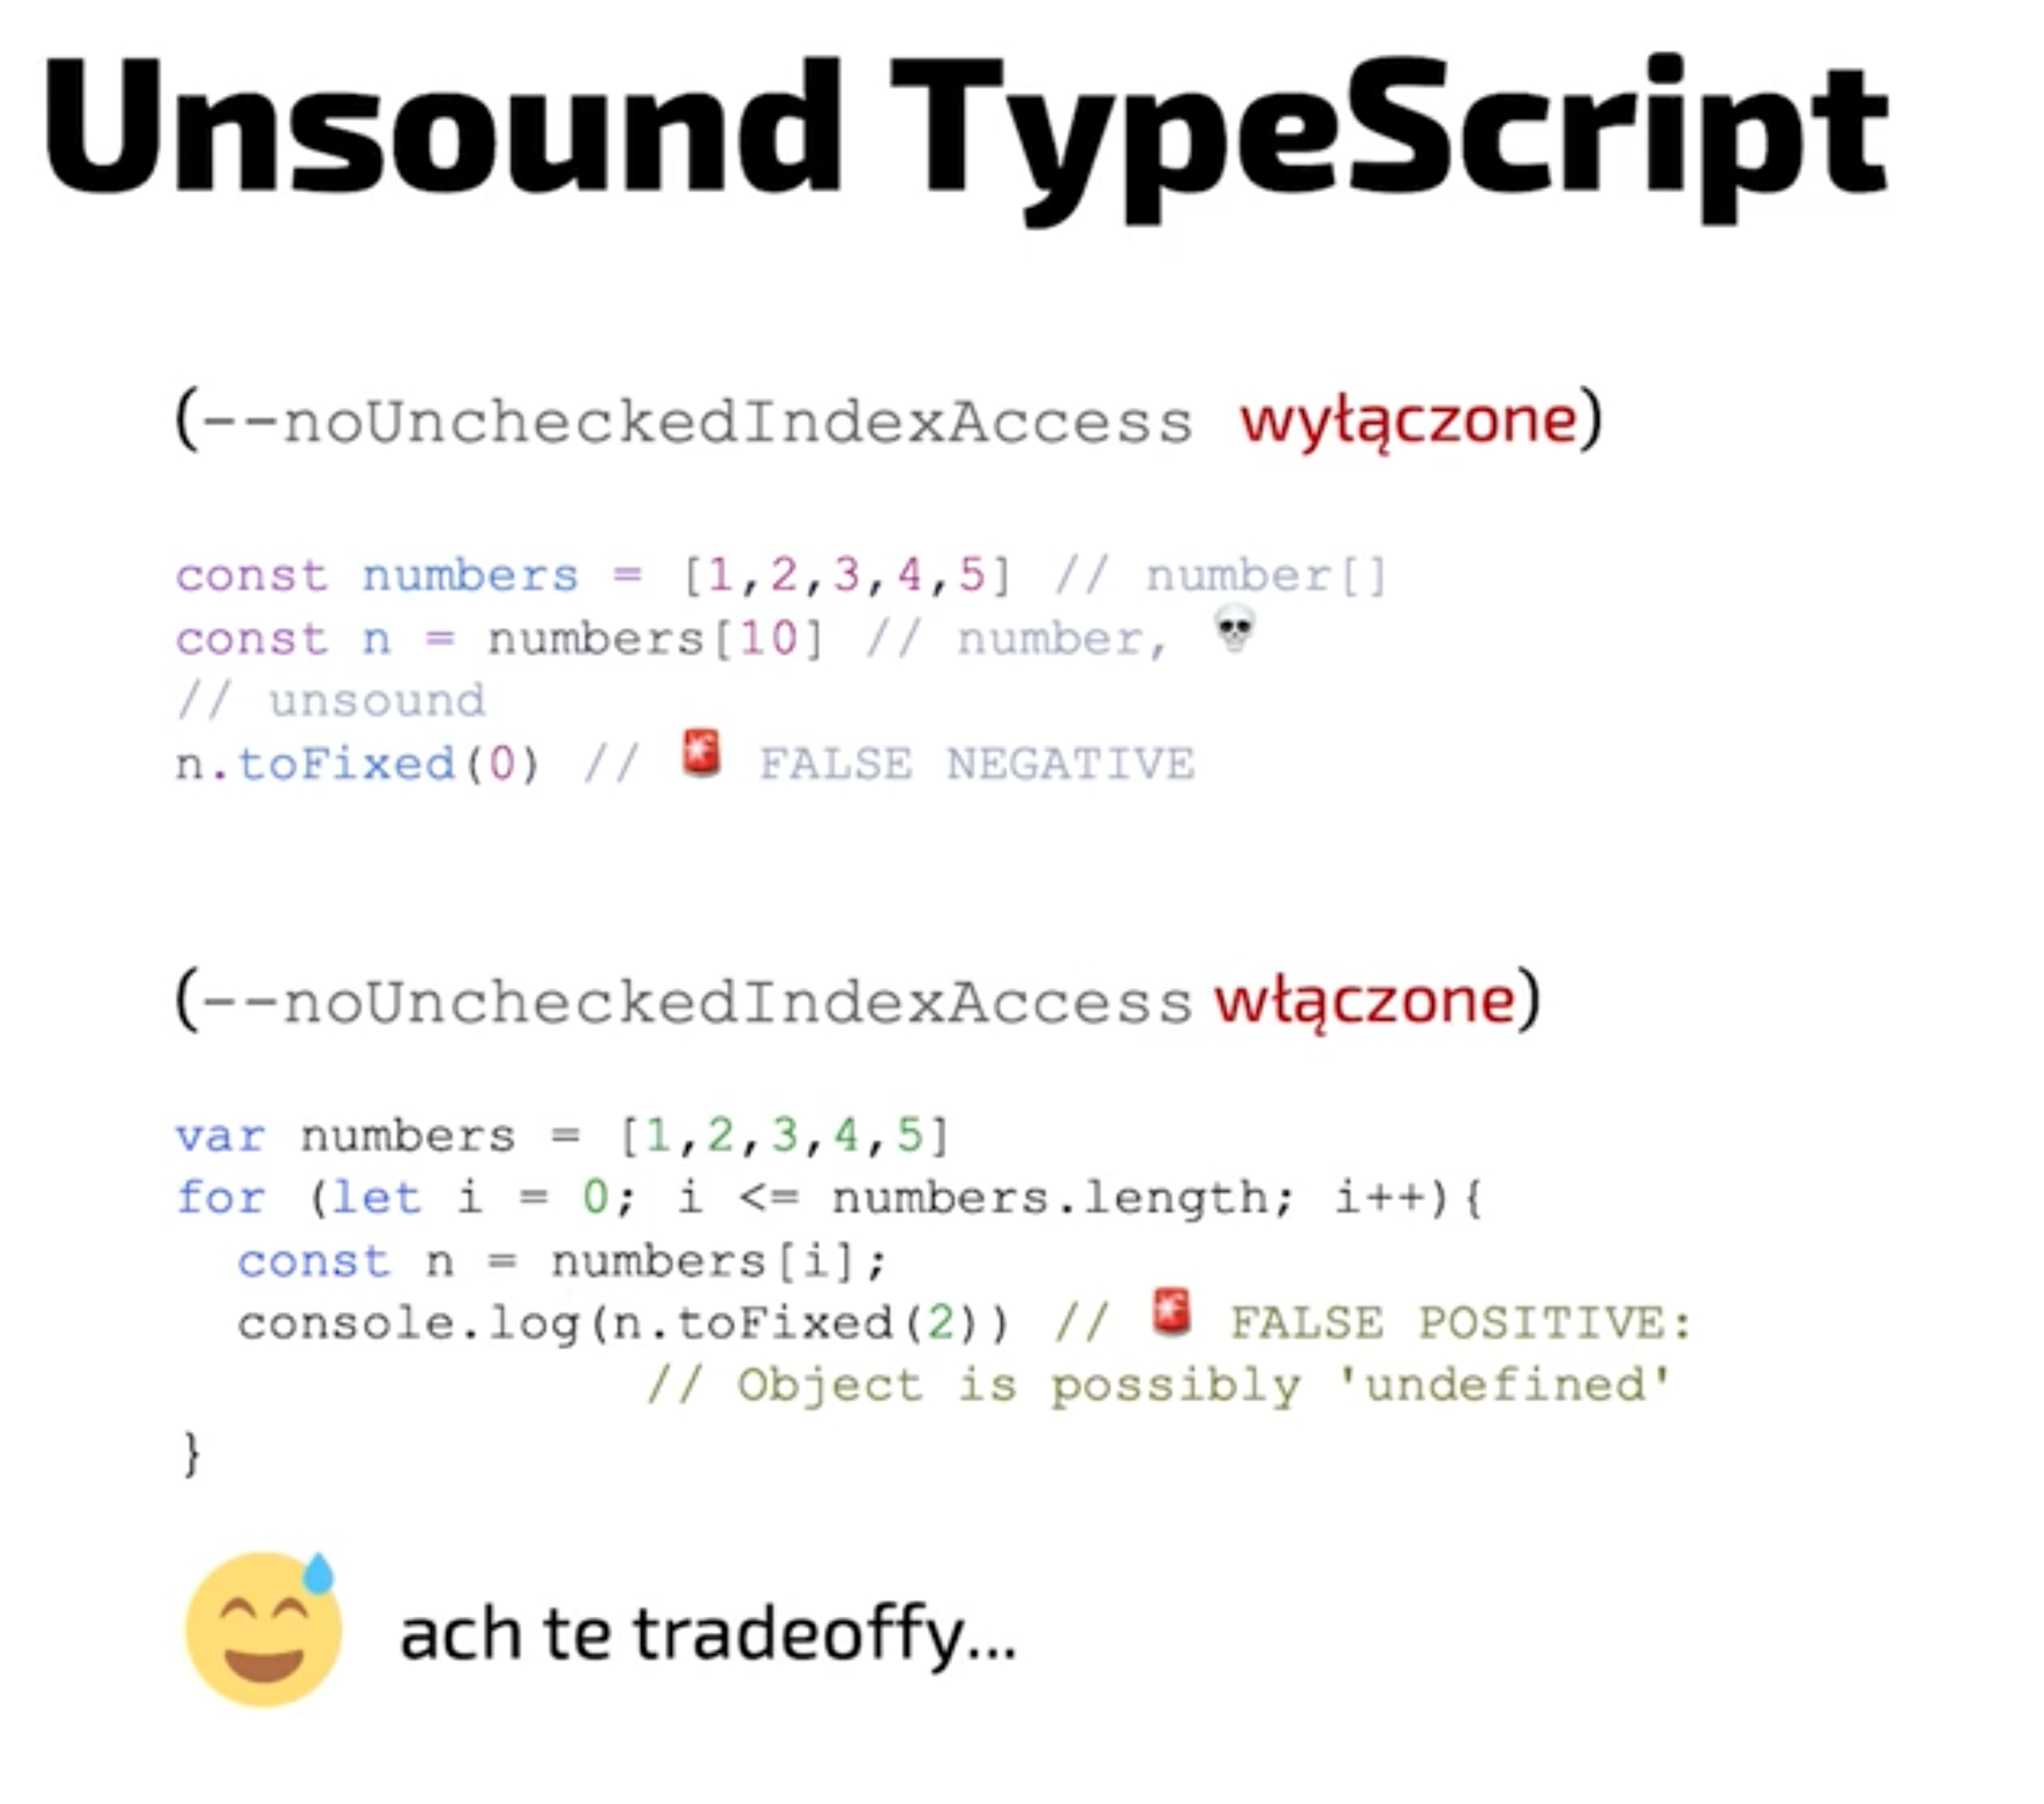 Unsound TypeScript
(--noUncheckedIndexAccess wyłączone)
const numbers = [1,2,3,4,5] // number[]
const n = numbers[10] // number, 💀
// unsound
n.toFixed(0) // 🚨 FALSE NEGATIVE
(--noUncheckedIndexAccess włączone)
var numbers = [1,2,3,4,5]
for (let i = 0; i <= numbers.length; i++){
const n = numbers[i];
console.log(n.toFixed(2)) // 🚨 FALSE POSITIVE:
// Object is possibly 'undefined'
}
ach te tradeoffy...